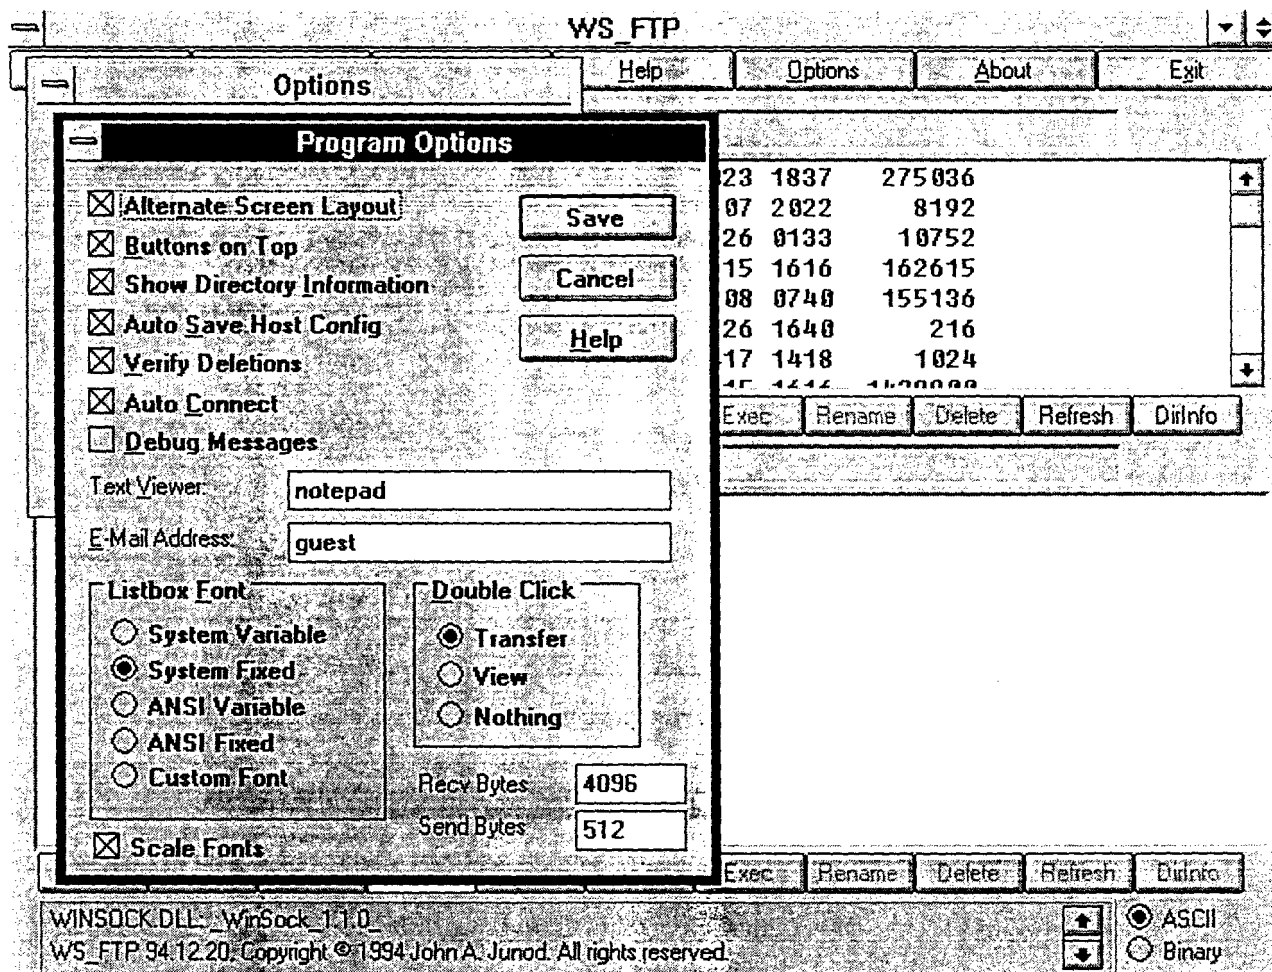 WS_FTP
Help Options About Exit
Options
Program Options
Alternate Screen Layout
Buttons on Top
Show Directory Information
Auto Save Host Config
Verify Deletions
Auto Connect
Debug Messages
Save
Cancel
Help
Text Viewer: notepad
E-Mail Address: guest
Listbox Font
System Variable
System Fixed
ANSI Variable
ANSI Fixed
Custom Font
Scale Fonts
Double Click
Transfer
View
Nothing
Recv Bytes 4096
Send Bytes 512
23 1837 275036
07 2022 8192
26 0133 10752
15 1616 162615
08 0740 155136
26 1640 216
17 1418 1024
Exec Rename Delete Refresh DirInfo
Exec Rename Delete Refresh DirInfo
WINSOCK.DLL: WinSock_1.1.0
WS_FTP 94.12.20, Copyright © 1994 John A. Junod. All rights reserved.
ASCII
Binary